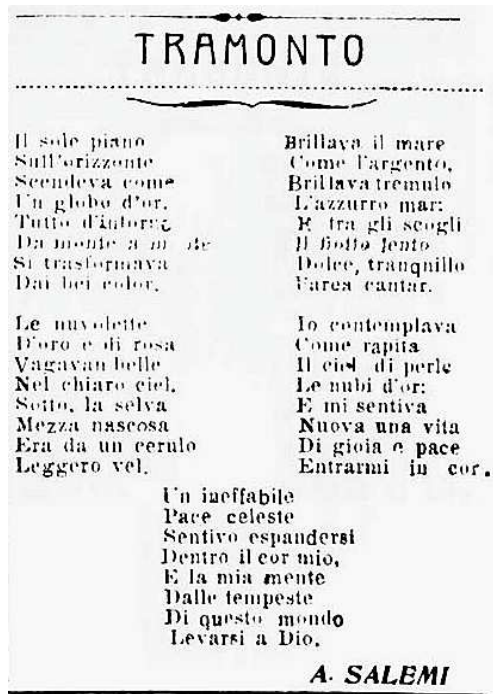 TRAMONTO
Il sole piano
Sull'orizzonte
Scendeva come
Un globo d'or.
Tutto d'intorno
Da monte a
Si trasformava
Dai bei color.
Le nuvolette
D'oro e di rosa
Vagavan belle
Nel chiaro ciel.
Sotto, la selva
Mezza nascosa
Era da un cerulo
Leggero vel.
Brillava il mare
Come l'argento,
Brillava tremulo
L'azzurro mar:
E tra gli scogli
Il fiotto lento
Dolce, tranquillo
Parea cantar.
Io contemplava
Come rapita
Il ciel di perle
Le nubi d'or:
E mi sentiva
Nuova una vita
Di gioia e pace
Entrarmi in cor.
Un ineffabile
Pace celeste
Sentivo espandersi
Dentro il cor mio,
E la mia mente
Dalle tempeste
Di questo mondo
Levarsi a Dio.
A. SALEMI